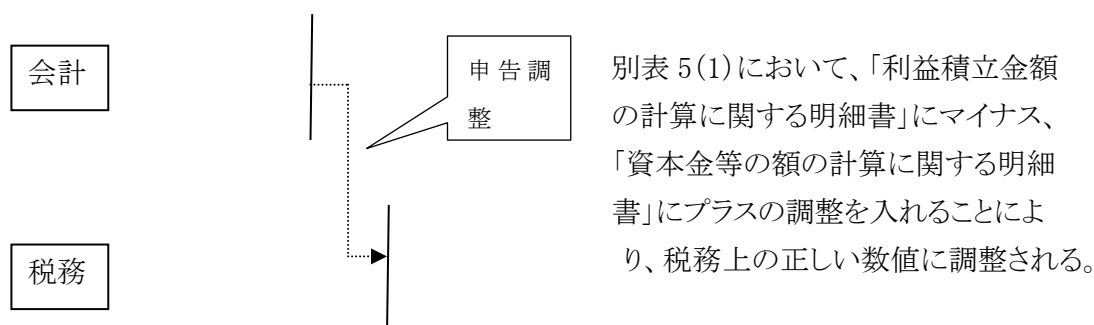 会計
申告調
整
別表 5(1)において、「利益積立金額
の計算に関する明細書」にマイナス、
「資本金等の額の計算に関する明細
書」にプラスの調整を入れることによ
り、税務上の正しい数値に調整される。
税務